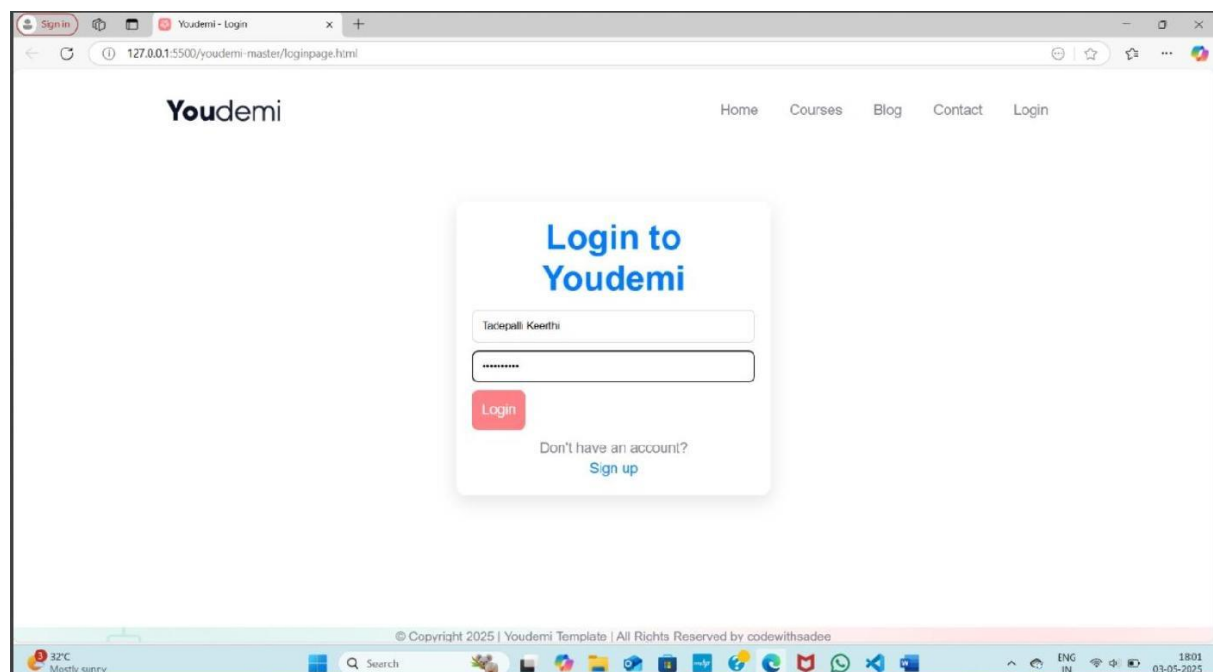 Sign in
Youdemi - Login
127.0.0.1:5500/youdemi-master/loginpage.html
Youdemi
Home Courses Blog Contact Login
Login to
Youdemi
Tadepalli Keerthi
••••••••••
Login
Don't have an account?
Sign up
© Copyright 2025 | Youdemi Template | All Rights Reserved by codewithsadee
3
32°C
Mostly sunny
Search
ENG
IN
18:01
03-05-2025